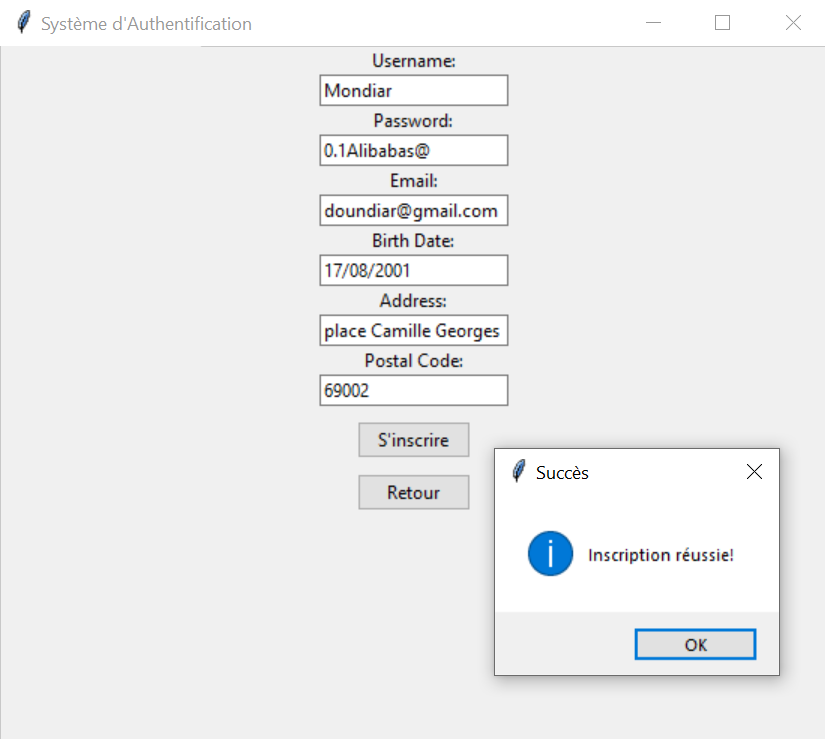 Système d'Authentification
Username:
Mondiar
Password:
0.1Alibabas@
Email:
doundiar@gmail.com
Birth Date:
17/08/2001
Address:
place Camille Georges
Postal Code:
69002
S'inscrire
Retour
Succès
Inscription réussie!
OK